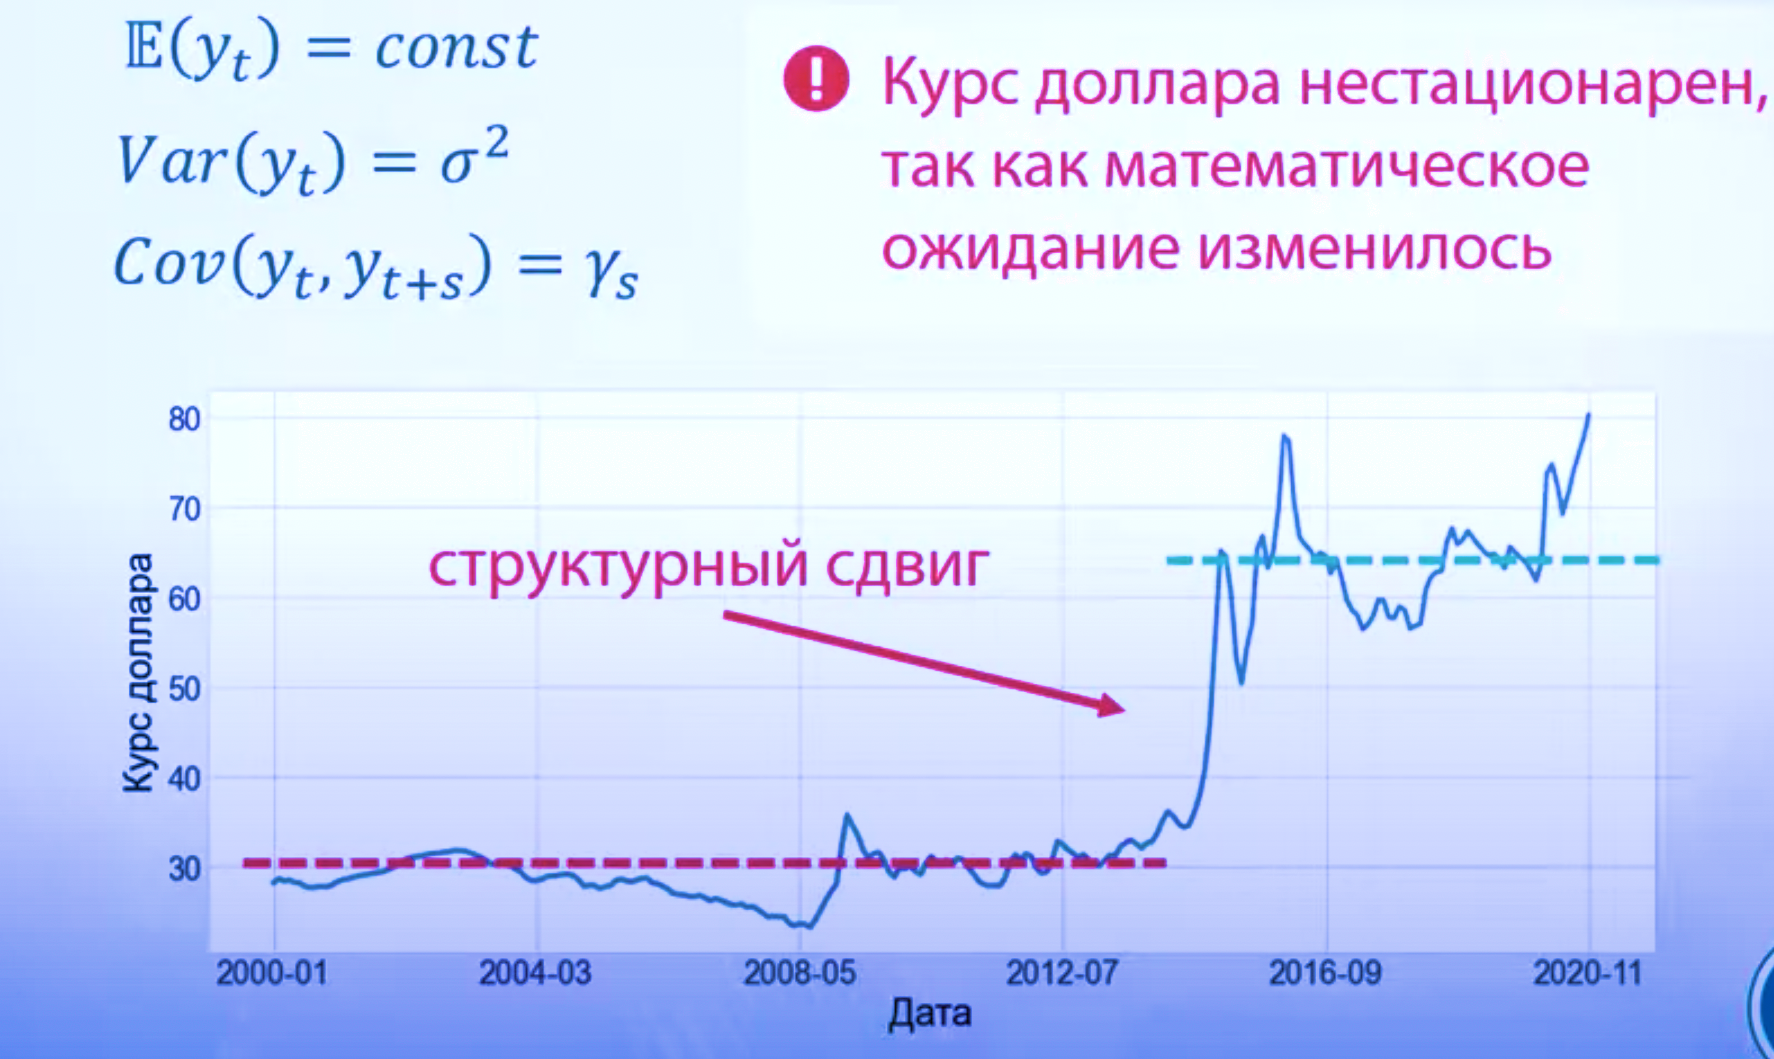 𝔼(yₜ) = const
Var(yₜ) = σ²
Cov(yₜ, yₜ₊ₛ) = γₛ
! Курс доллара нестационарен,
так как математическое
ожидание изменилось
80
70
60
50
40
30
Курс доллара
структурный сдвиг
2000-01 2004-03 2008-05 2012-07 2016-09 2020-11
Дата